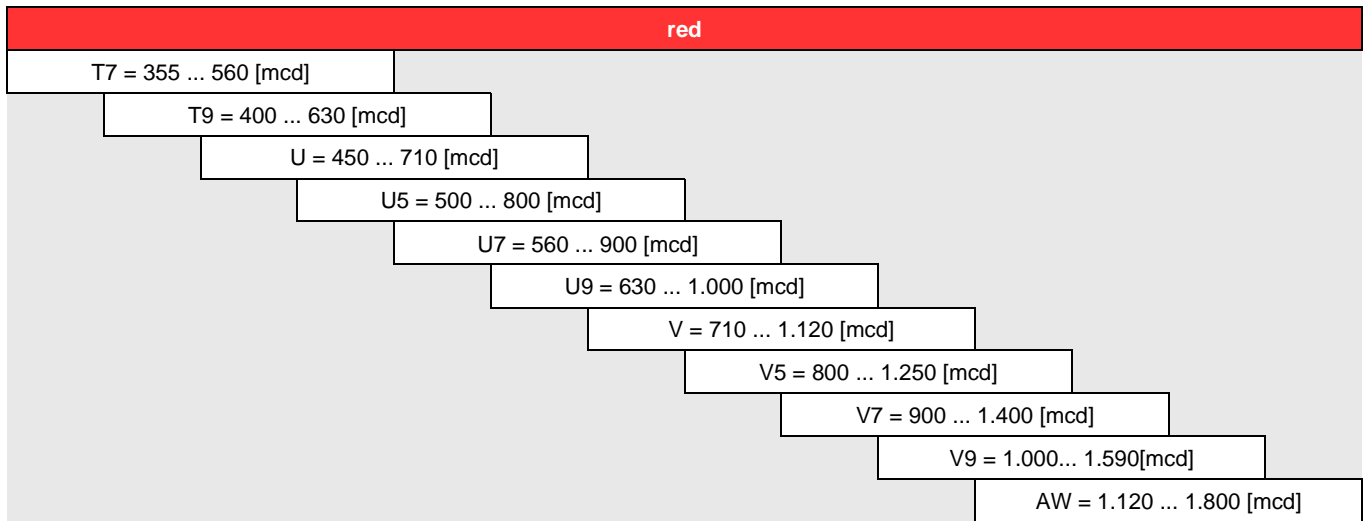 red
T7 = 355 ... 560 [mcd]
T9 = 400 ... 630 [mcd]
U = 450 ... 710 [mcd]
U5 = 500 ... 800 [mcd]
U7 = 560 ... 900 [mcd]
U9 = 630 ... 1.000 [mcd]
V = 710 ... 1.120 [mcd]
V5 = 800 ... 1.250 [mcd]
V7 = 900 ... 1.400 [mcd]
V9 = 1.000... 1.590[mcd]
AW = 1.120 ... 1.800 [mcd]